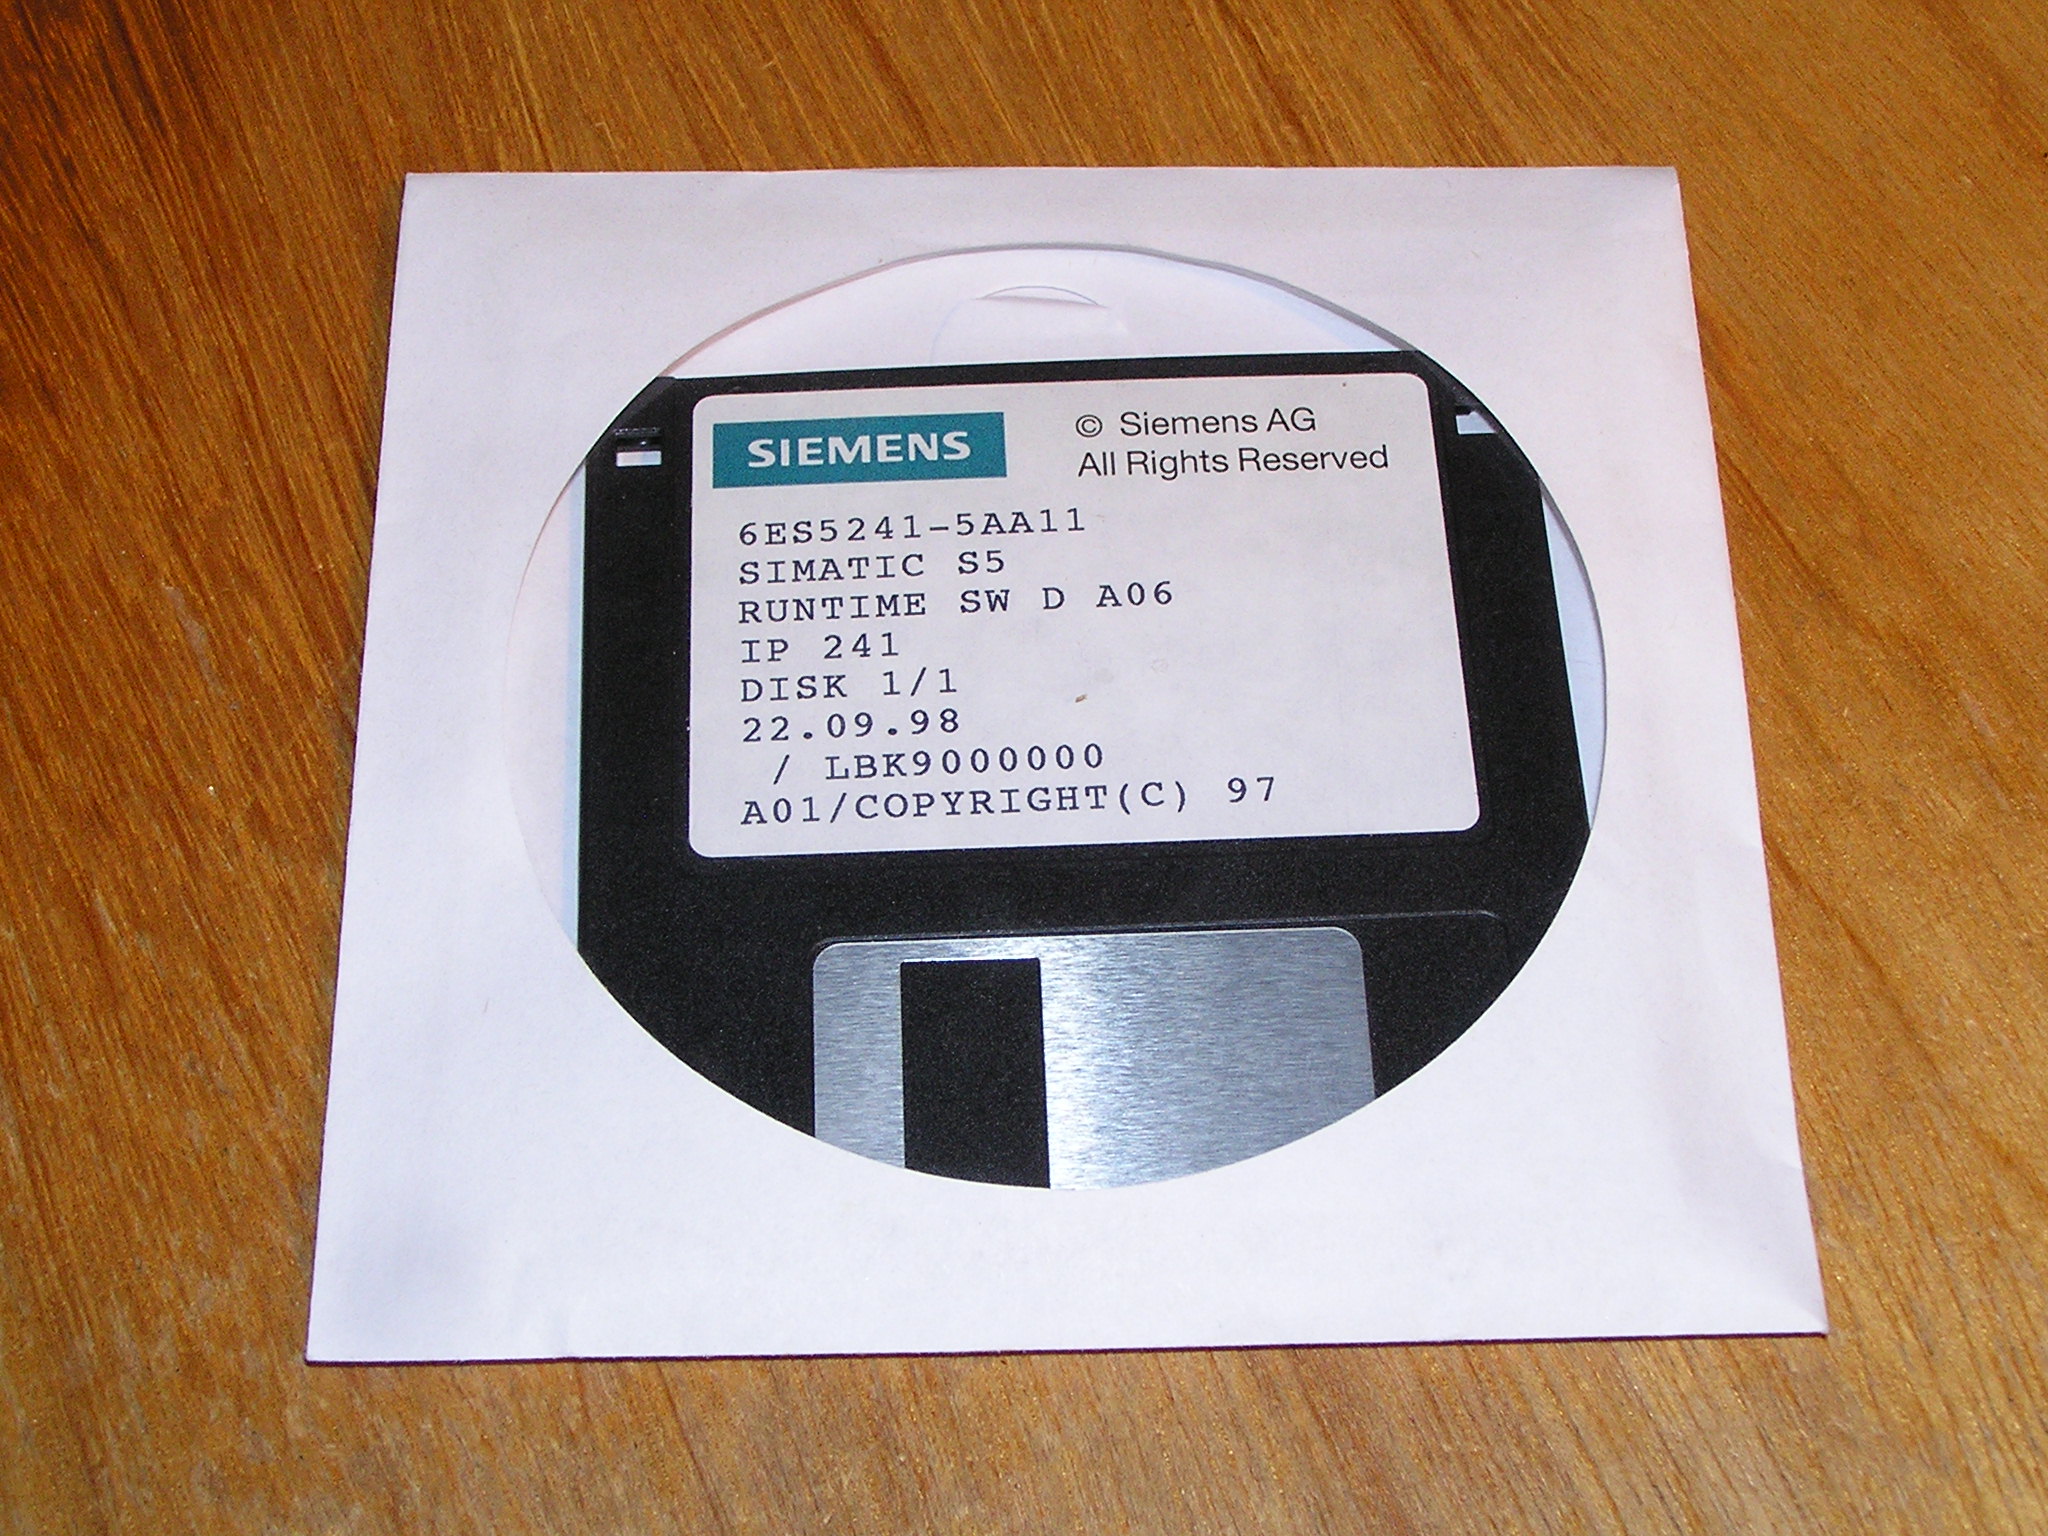 SIEMENS
© Siemens AG
All Rights Reserved
6ES5241-5AA11
SIMATIC S5
RUNTIME SW D A06
IP 241
DISK 1/1
22.09.98
/ LBK9000000
A01/COPYRIGHT(C) 97